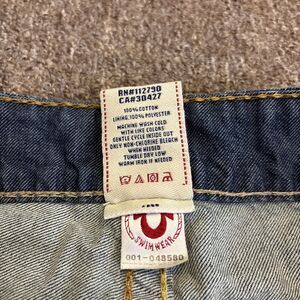 RN#112790
CA#30427
100% COTTON
LINING: 100% POLYESTER
MACHINE WASH COLD
WITH LIKE COLORS
GENTLE CYCLE INSIDE OUT
ONLY NON-CHLORINE BLEACH
WHEN NEEDED
TUMBLE DRY LOW
WARM IRON IF NEEDED
SWIMWEAR
001-048580